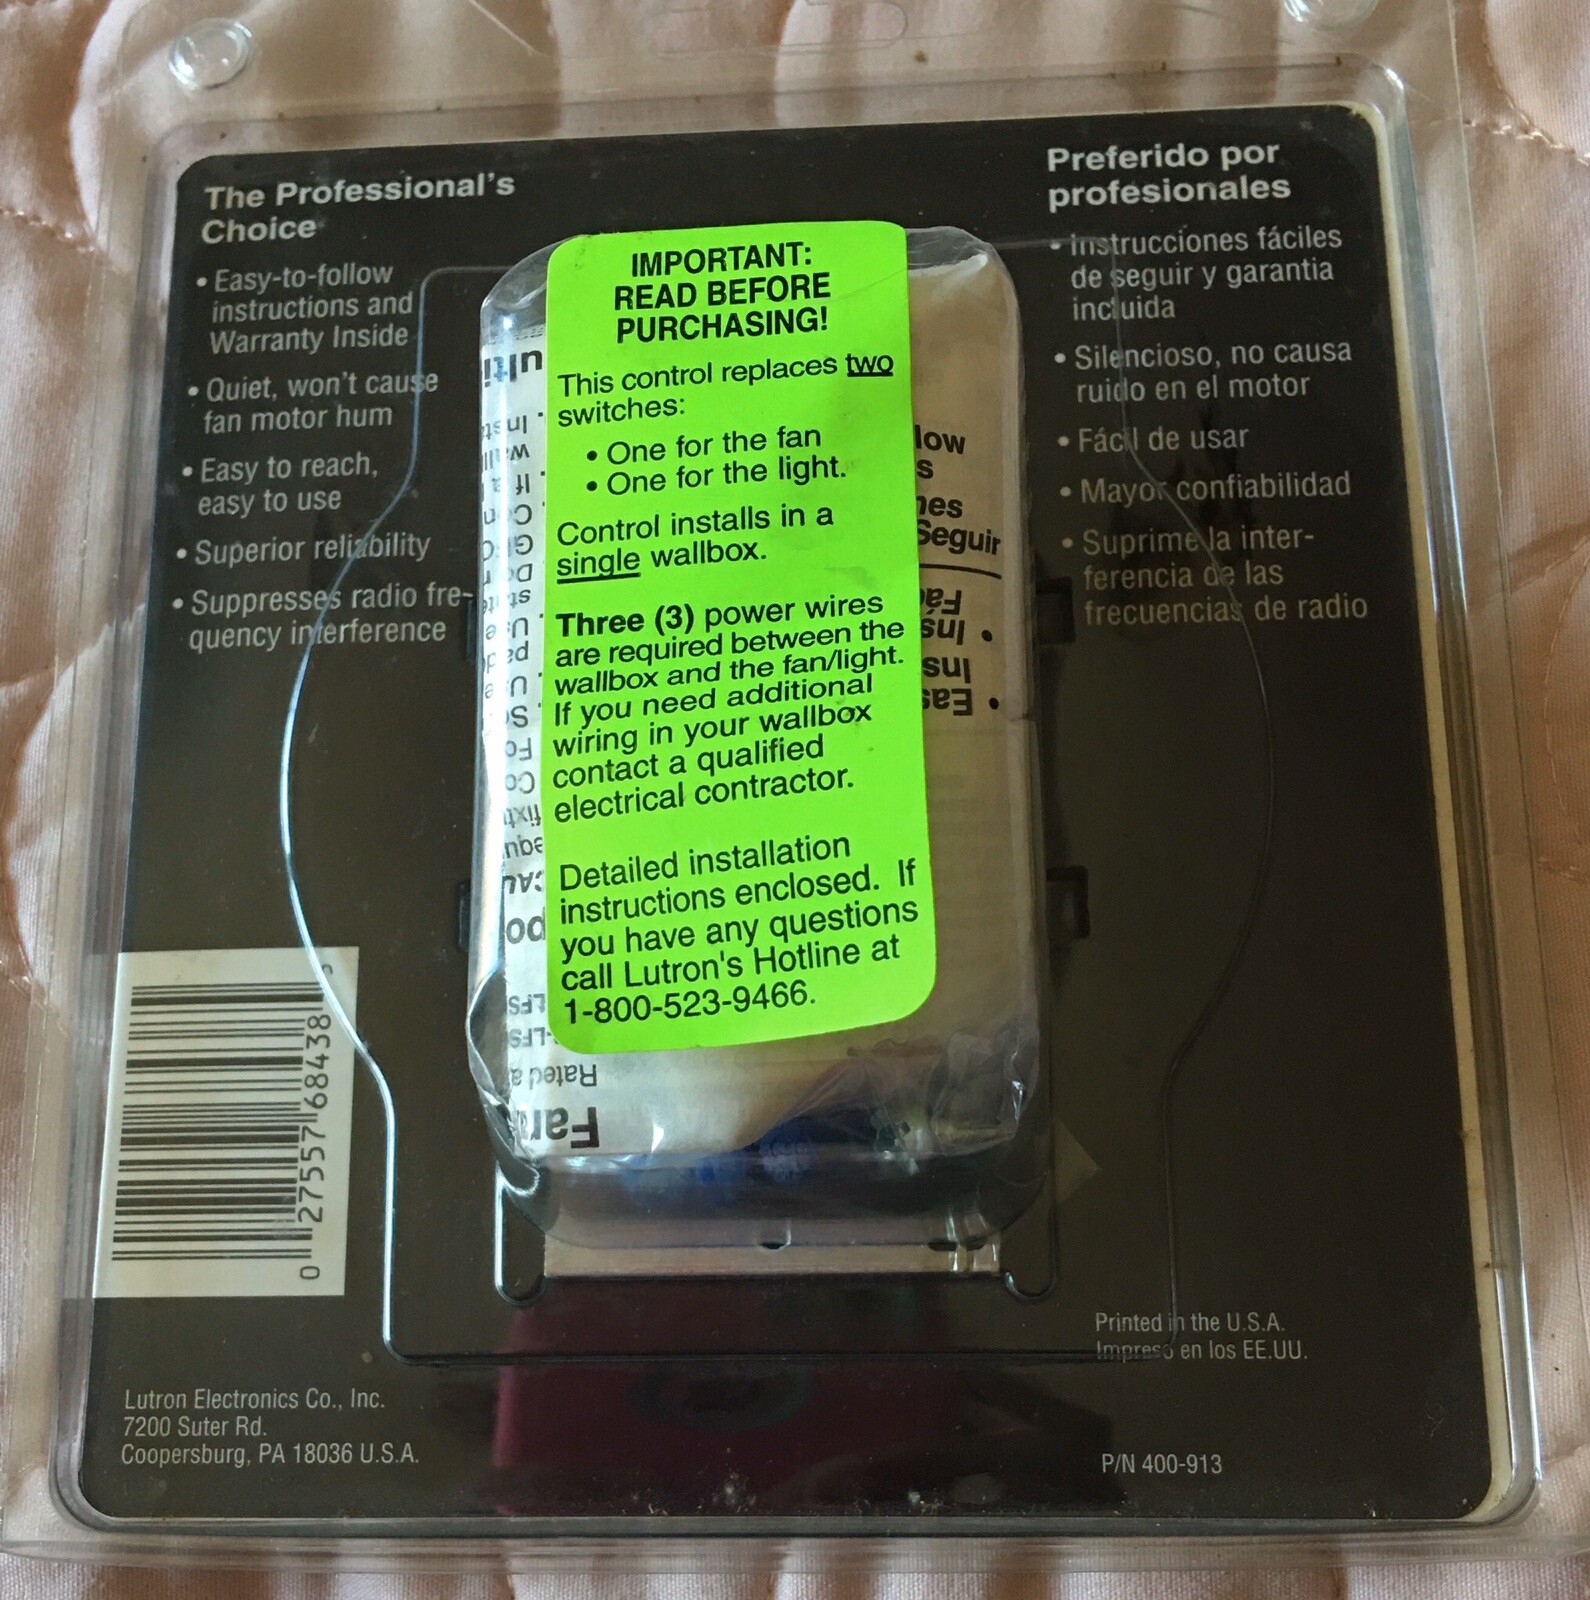 The Professional's
Choice
• Easy-to-follow
instructions and
Warranty Inside
• Quiet, won't cause
fan motor hum
• Easy to reach,
easy to use
• Superior reliability
• Suppresses radio fre-
quency interference
IMPORTANT:
READ BEFORE
PURCHASING!
This control replaces two
switches:
• One for the fan
• One for the light.
Control installs in a
single wallbox.
Three (3) power wires
are required between the
wallbox and the fan/light.
If you need additional
wiring in your wallbox
contact a qualified
electrical contractor.
Detailed installation
instructions enclosed. If
you have any questions
call Lutron's Hotline at
1-800-523-9466.
Seguir
Rated
Preferido por
profesionales
• Instrucciones fáciles
de seguir y garantia
incluida
• Silencioso, no causa
ruido en el motor
• Fácil de usar
• Mayor confiabilidad
• Suprime la inter-
ferencia de las
frecuencias de radio
0 27557 68438
Lutron Electronics Co., Inc.
7200 Suter Rd.
Coopersburg, PA 18036 U.S.A.
Printed in the U.S.A.
Impreso en los EE.UU.
P/N 400-913